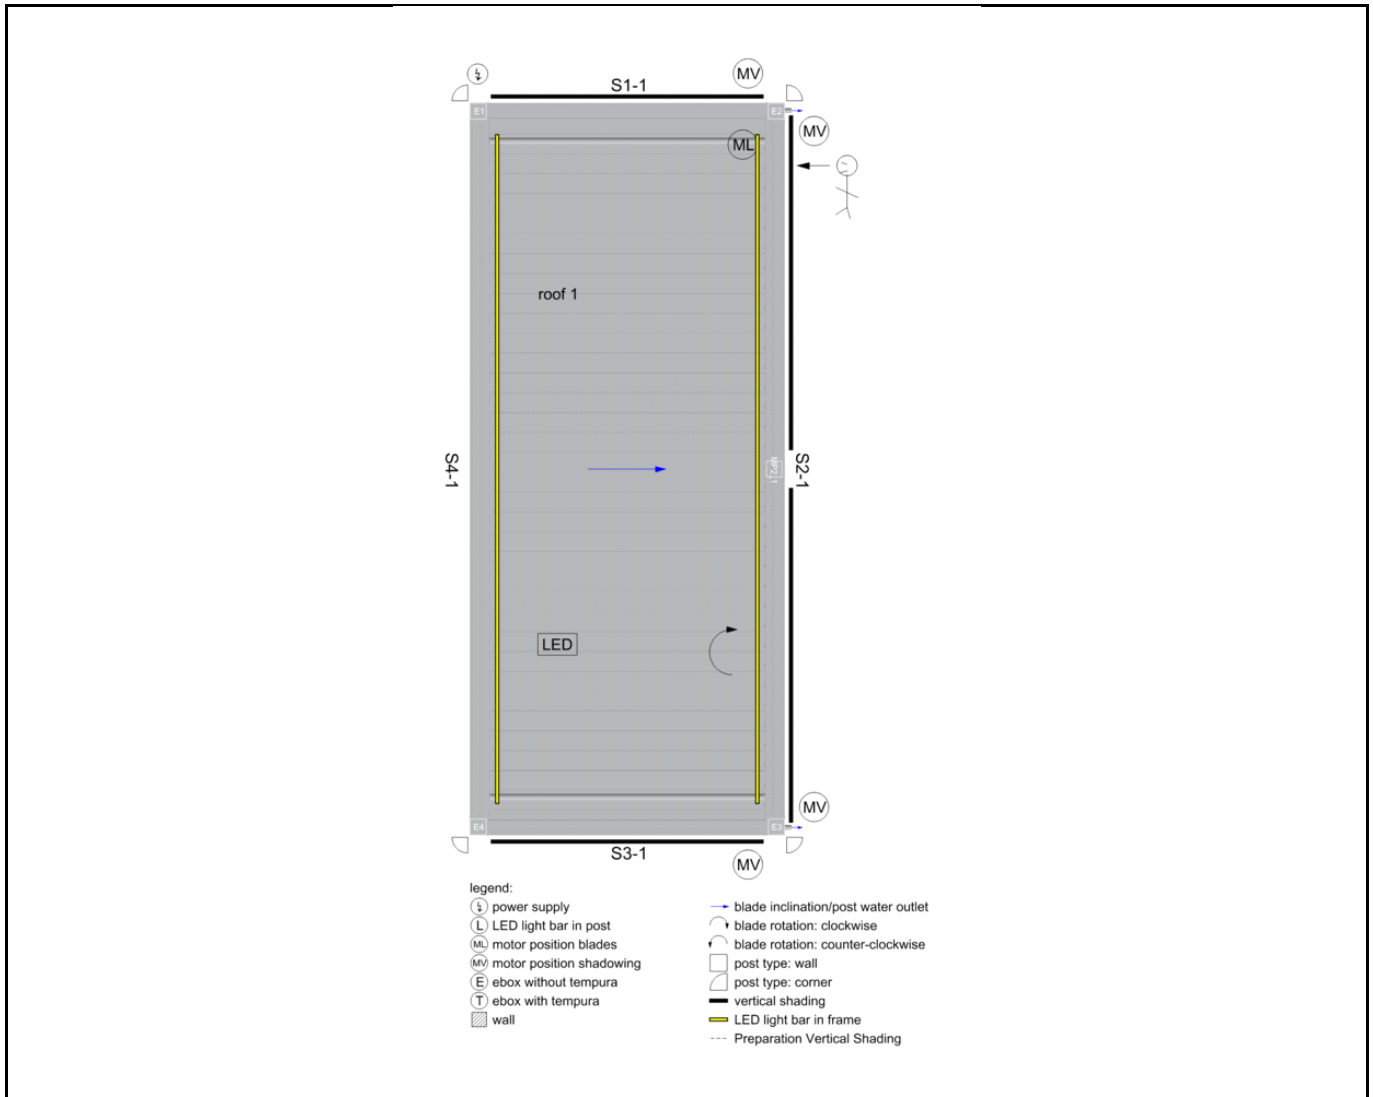 MV
S1-1
E1
E2
MV
ML
roof 1
S4-1
MP2_1
S2-1
LED
MV
E4
E3
S3-1
MV
legend:
power supply
L LED light bar in post
ML motor position blades
MV motor position shadowing
E ebox without tempura
T ebox with tempura
wall
blade inclination/post water outlet
blade rotation: clockwise
blade rotation: counter-clockwise
post type: wall
post type: corner
vertical shading
LED light bar in frame
Preparation Vertical Shading